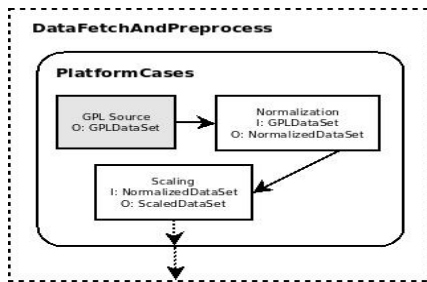 DataFetchAndPreprocess
PlatformCases
GPL Source
O: GPLDataSet
Normalization
I: GPLDataSet
O: NormalizedDataSet
Scaling
I: NormalizedDataSet
O: ScaledDataSet